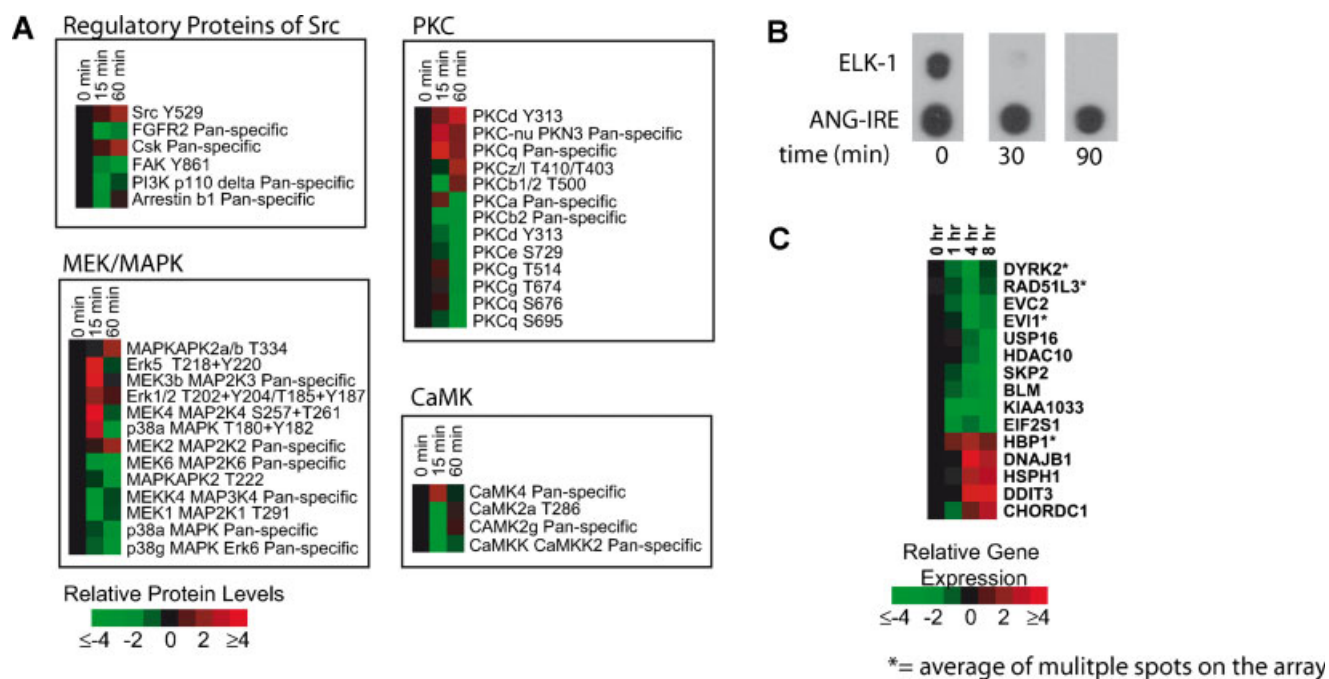 A
Regulatory Proteins of Src
0 min
15 min
60 min
Src Y529
FGFR2 Pan-specific
Csk Pan-specific
FAK Y861
PI3K p110 delta Pan-specific
Arrestin b1 Pan-specific
MEK/MAPK
0 min
15 min
60 min
MAPKAPK2a/b T334
Erk5 T218+Y220
MEK3b MAP2K3 Pan-specific
Erk1/2 T202+Y204/T185+Y187
MEK4 MAP2K4 S257+T261
p38a MAPK T180+Y182
MEK2 MAP2K2 Pan-specific
MEK6 MAP2K6 Pan-specific
MAPKAPK2 T222
MEKK4 MAP3K4 Pan-specific
MEK1 MAP2K1 T291
p38a MAPK Pan-specific
p38g MAPK Erk6 Pan-specific
Relative Protein Levels
≤-4 -2 0 2 ≥4
PKC
0 min
15 min
60 min
PKCd Y313
PKC-nu PKN3 Pan-specific
PKCq Pan-specific
PKCz/l T410/T403
PKCb1/2 T500
PKCa Pan-specific
PKCb2 Pan-specific
PKCd Y313
PKCe S729
PKCg T514
PKCg T674
PKCq S676
PKCq S695
CaMK
0 min
15 min
60 min
CaMK4 Pan-specific
CaMK2a T286
CAMK2g Pan-specific
CaMKK CaMKK2 Pan-specific
B
ELK-1
ANG-IRE
time (min) 0 30 90
C
0 hr
1 hr
4 hr
8 hr
DYRK2*
RAD51L3*
EVC2
EVI1*
USP16
HDAC10
SKP2
BLM
KIAA1033
EIF2S1
HBP1*
DNAJB1
HSPH1
DDIT3
CHORDC1
Relative Gene
Expression
≤-4 -2 0 2 ≥4
*= average of mulitple spots on the array